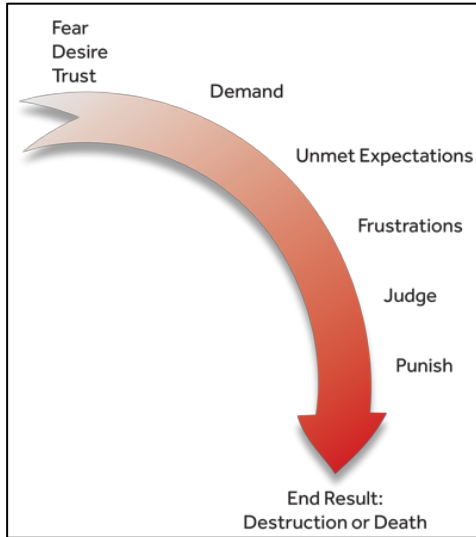 Fear
Desire
Trust
Demand
Unmet Expectations
Frustrations
Judge
Punish
End Result:
Destruction or Death